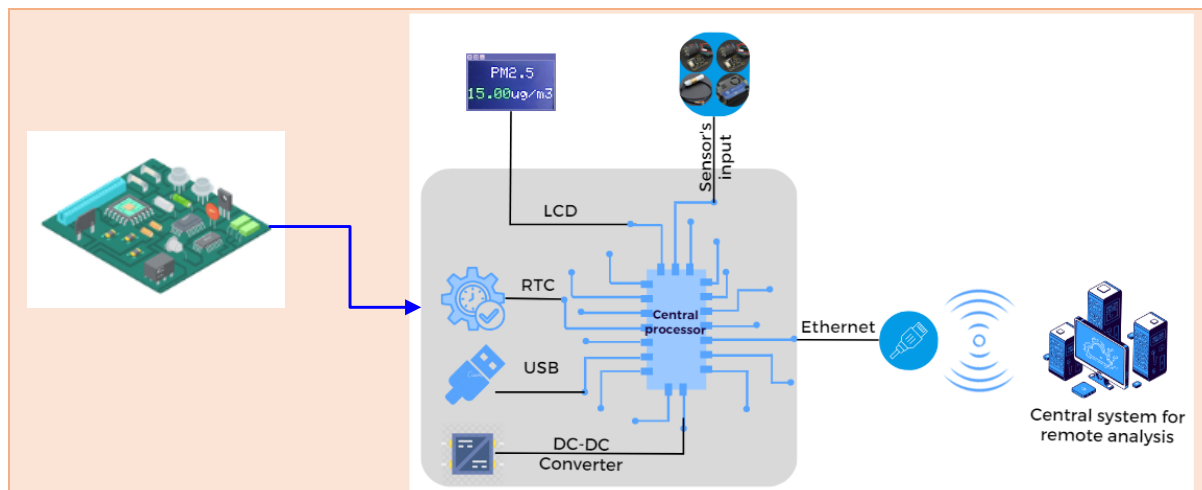 PM2.5
15.00ug/m3
Sensor's
input
LCD
RTC
Central
processor
Ethernet
USB
DC-DC
Converter
Central system for
remote analysis